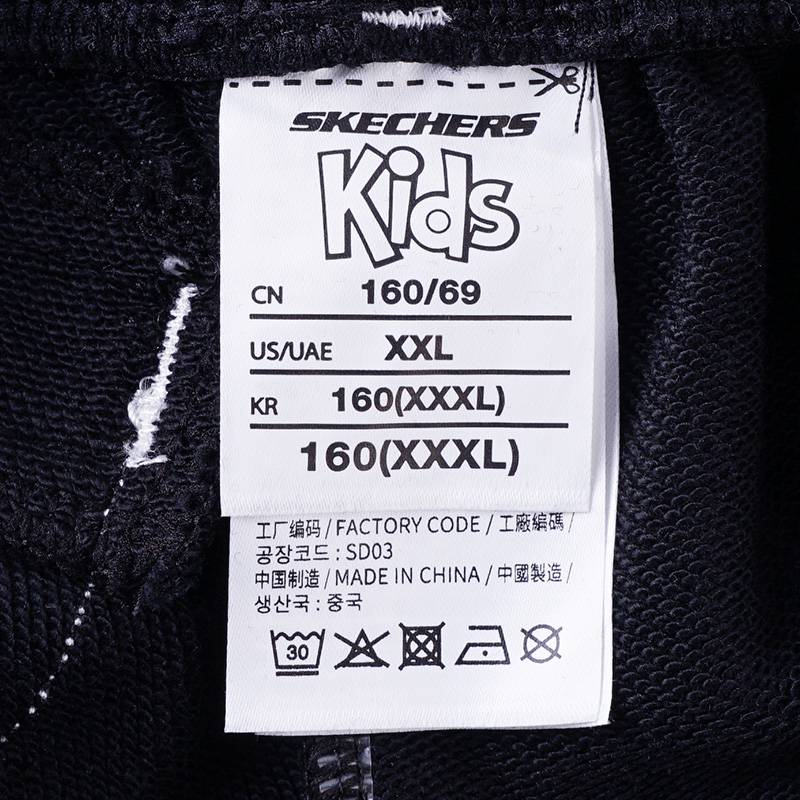 SKECHERS
Kids
CN 160/69
US/UAE XXL
KR 160(XXXL)
160(XXXL)
工厂编码 / FACTORY CODE / 工廠編碼 /
공장코드 : SD03
中国制造 / MADE IN CHINA / 中國製造 /
생산국 : 중국
30